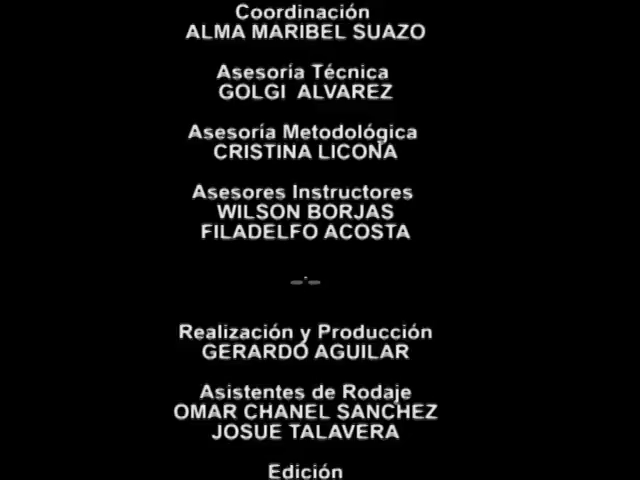 Coordinación
ALMA MARIBEL SUAZO
Asesoría Técnica
GOLGI ALVAREZ
Asesoría Metodológica
CRISTINA LICONA
Asesores Instructores
WILSON BORJAS
FILADELFO ACOSTA
Realización y Producción
GERARDO AGUILAR
Asistentes de Rodaje
OMAR CHANEL SANCHEZ
JOSUE TALAVERA
Edición